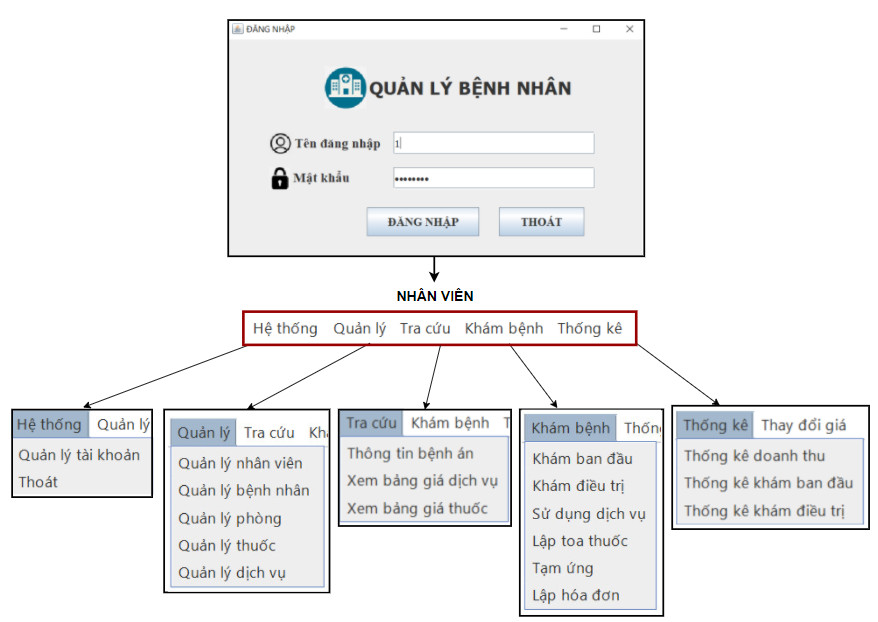 ĐĂNG NHẬP
QUẢN LÝ BỆNH NHÂN
Tên đăng nhập 1
Mật khẩu ••••••••
ĐĂNG NHẬP THOÁT
NHÂN VIÊN
Hệ thống Quản lý Tra cứu Khám bệnh Thống kê
Hệ thống Quản lý
Quản lý tài khoản
Thoát
Quản lý Tra cứu Khá
Quản lý nhân viên
Quản lý bệnh nhân
Quản lý phòng
Quản lý thuốc
Quản lý dịch vụ
Tra cứu Khám bệnh T
Thông tin bệnh án
Xem bảng giá dịch vụ
Xem bảng giá thuốc
Khám bệnh Thống
Khám ban đầu
Khám điều trị
Sử dụng dịch vụ
Lập toa thuốc
Tạm ứng
Lập hóa đơn
Thống kê Thay đổi giá
Thống kê doanh thu
Thống kê khám ban đầu
Thống kê khám điều trị